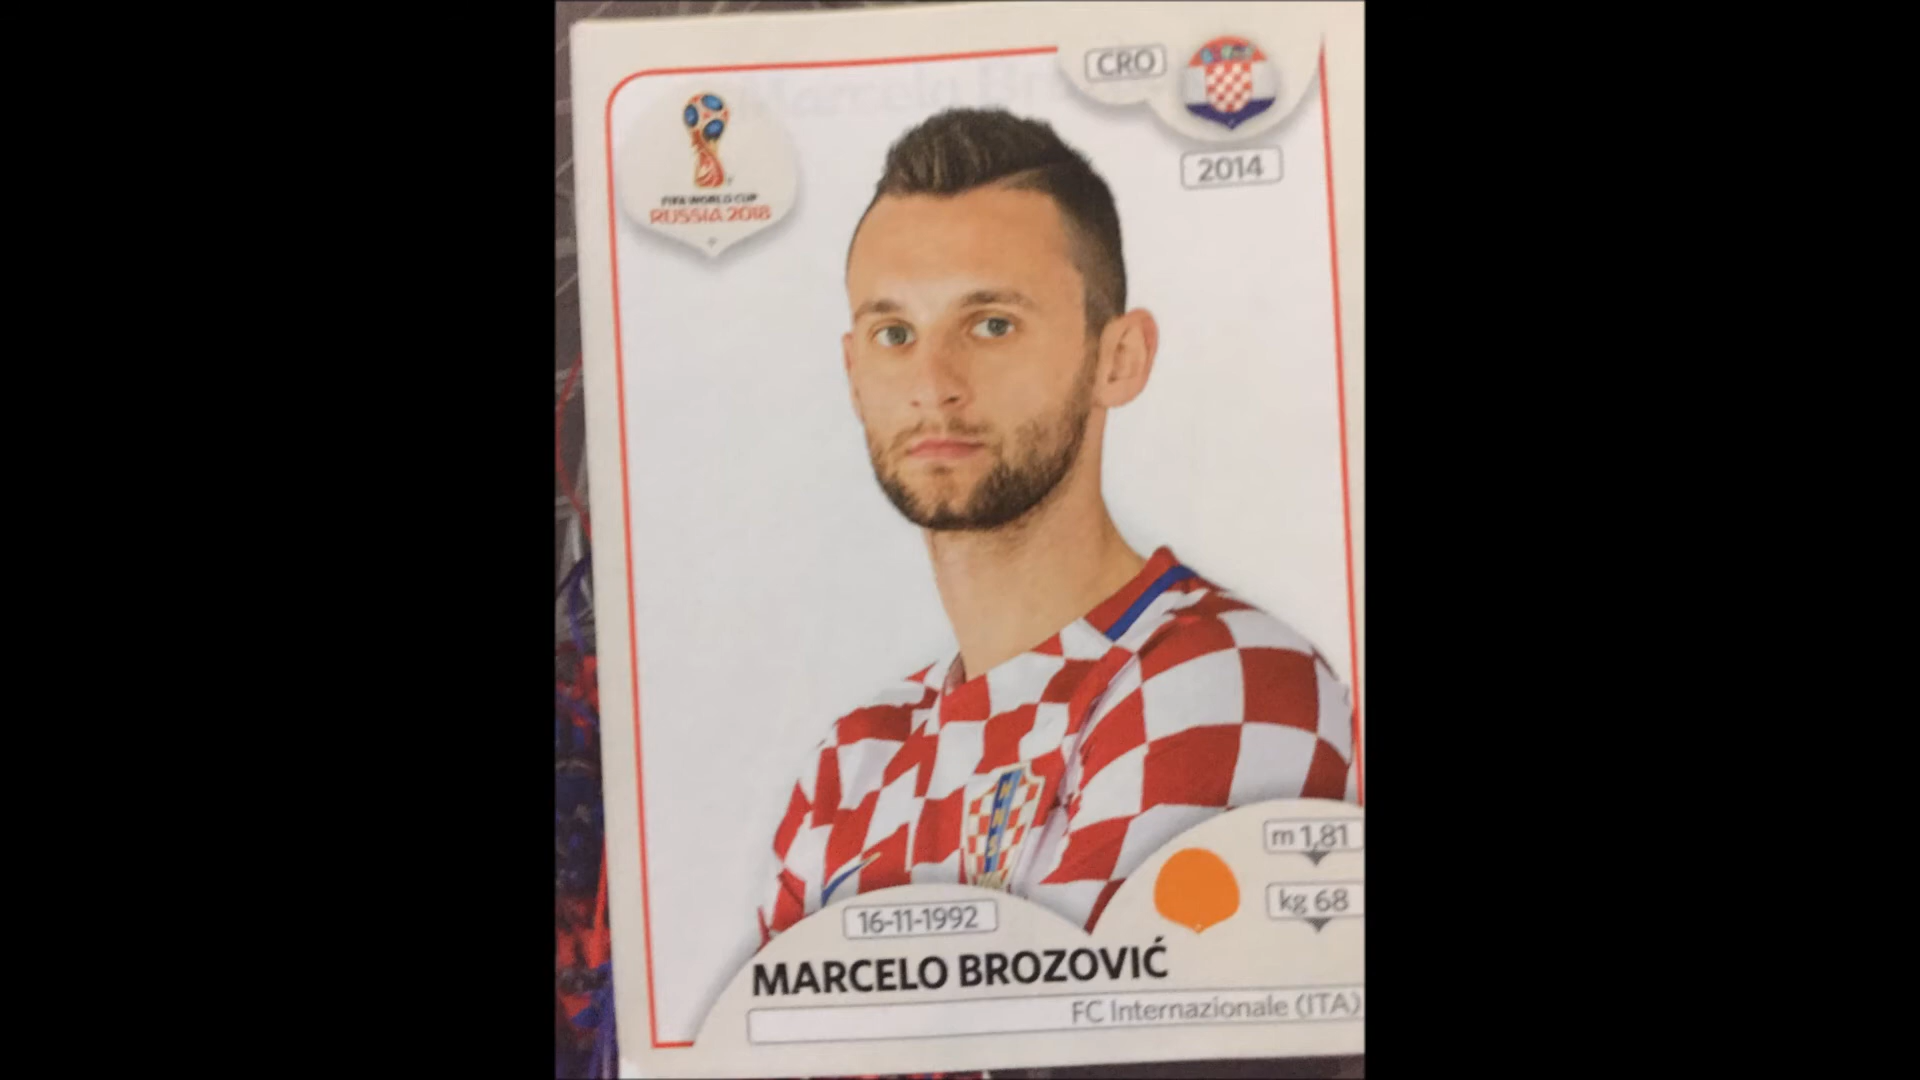 CRO
2014
FIFA WORLD CUP
RUSSIA 2018
m 1,81
kg 68
16-11-1992
MARCELO BROZOVIĆ
FC Internazionale (ITA)